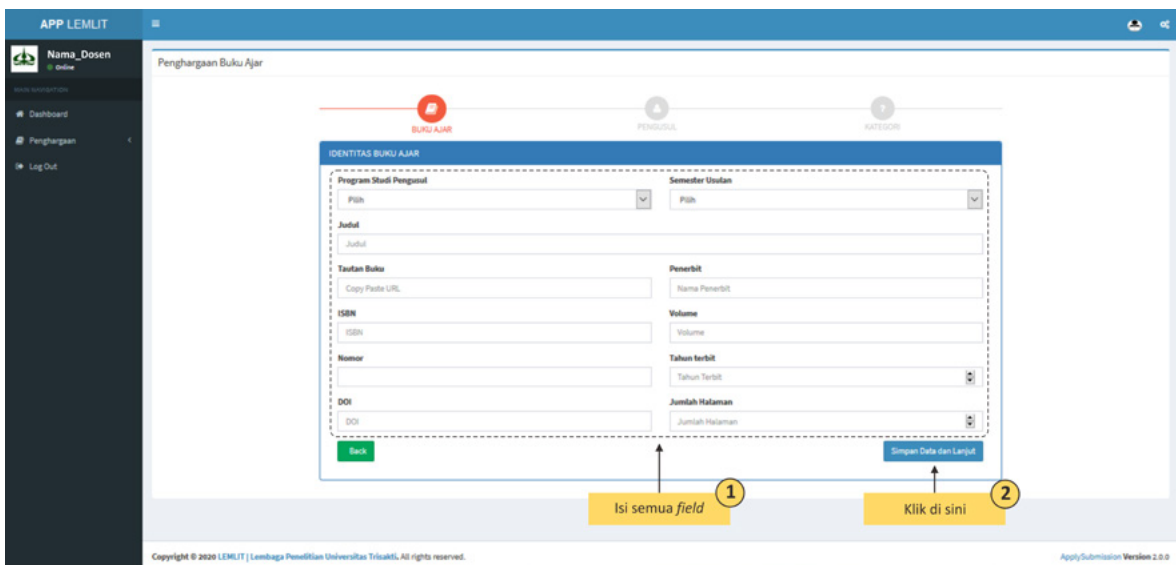 APP LEMLIT
Nama_Dosen
Online
MAIN NAVIGATION
Dashboard
Penghargaan
Log Out
Penghargaan Buku Ajar
BUKU AJAR
PENGUSUL
KATEGORI
IDENTITAS BUKU AJAR
Program Studi Pengusul Semester Usulan
Pilih Pilih
Judul
Judul
Tautan Buku Penerbit
Copy Paste URL Nama Penerbit
ISBN Volume
ISBN Volume
Nomor Tahun terbit
Tahun Terbit
DOI Jumlah Halaman
DOI Jumlah Halaman
Back Simpan Data dan Lanjut
1 2
Isi semua field Klik di sini
Copyright © 2020 LEMLIT | Lembaga Penelitian Universitas Trisakti. All rights reserved. ApplySubmission Version 2.0.0